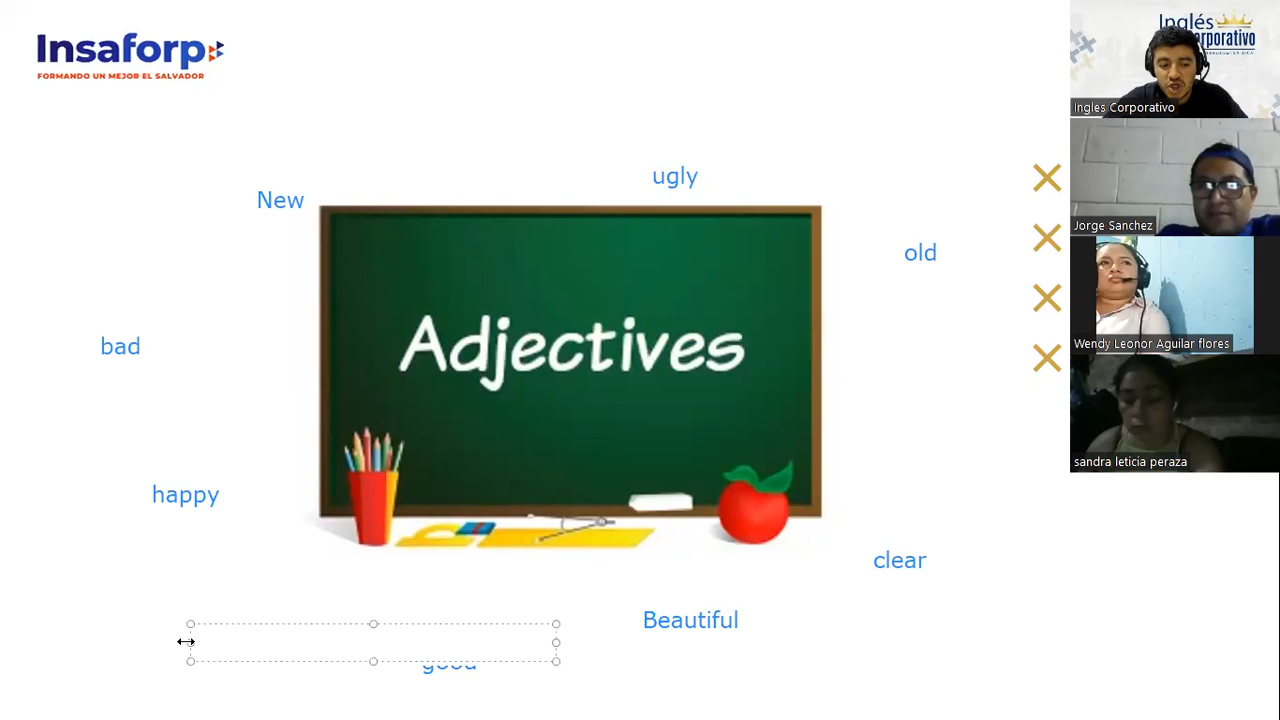 Insaforp
FORMANDO UN MEJOR EL SALVADOR
ugly
New
old
bad
Adjectives
happy
clear
Beautiful
good
Inglés
Corporativo
Ingles Corporativo
Jorge Sanchez
Wendy Leonor Aguilar flores
sandra leticia peraza